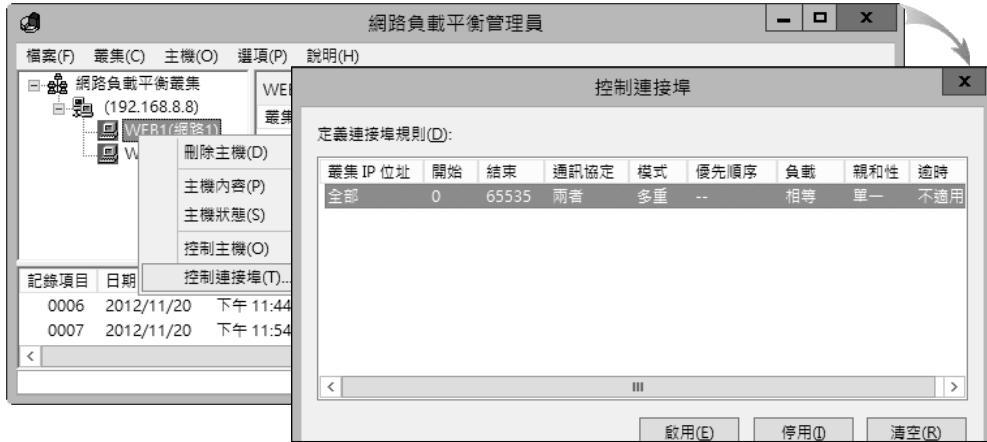 網路負載平衡管理員
檔案(F) 叢集(C) 主機(O) 選項(P) 說明(H)
網路負載平衡叢集
(192.168.8.8)
WEB1(網路1)
刪除主機(D)
主機內容(P)
主機狀態(S)
控制主機(O)
控制連接埠(T)...
記錄項目 日期
0006 2012/11/20 下午 11:44
0007 2012/11/20 下午 11:54
控制連接埠
定義連接埠規則(D):
叢集 IP 位址 開始 結束 通訊協定 模式 優先順序 負載 親和性 逾時
全部 0 65535 兩者 多重 -- 相等 單一 不適用
啟用(E) 停用(I) 清空(R)